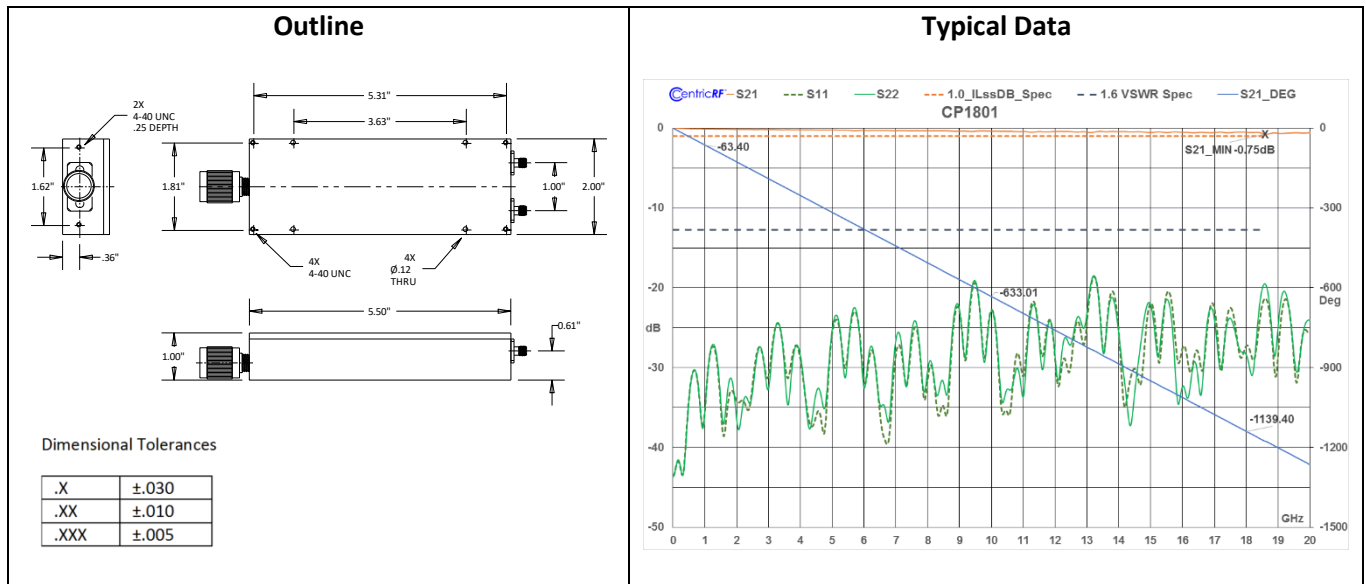 Outline
2X
4-40 UNC
.25 DEPTH
5.31"
3.63"
1.62"
1.81"
1.00"
2.00"
.36"
4X
4-40 UNC
4X
Ø.12
THRU
5.50"
1.00"
0.61"
Dimensional Tolerances
.X ±.030
.XX ±.010
.XXX ±.005
Typical Data
CentricRF S21 S11 S22 1.0_ILssDB_Spec 1.6 VSWR Spec S21_DEG
CP1801
0
-10
-20
dB
-30
-40
-50
-63.40
X
S21_MIN -0.75dB
-633.01
-1139.40
0
-300
-600
Deg
-900
-1200
-1500
GHz
0 1 2 3 4 5 6 7 8 9 10 11 12 13 14 15 16 17 18 19 20